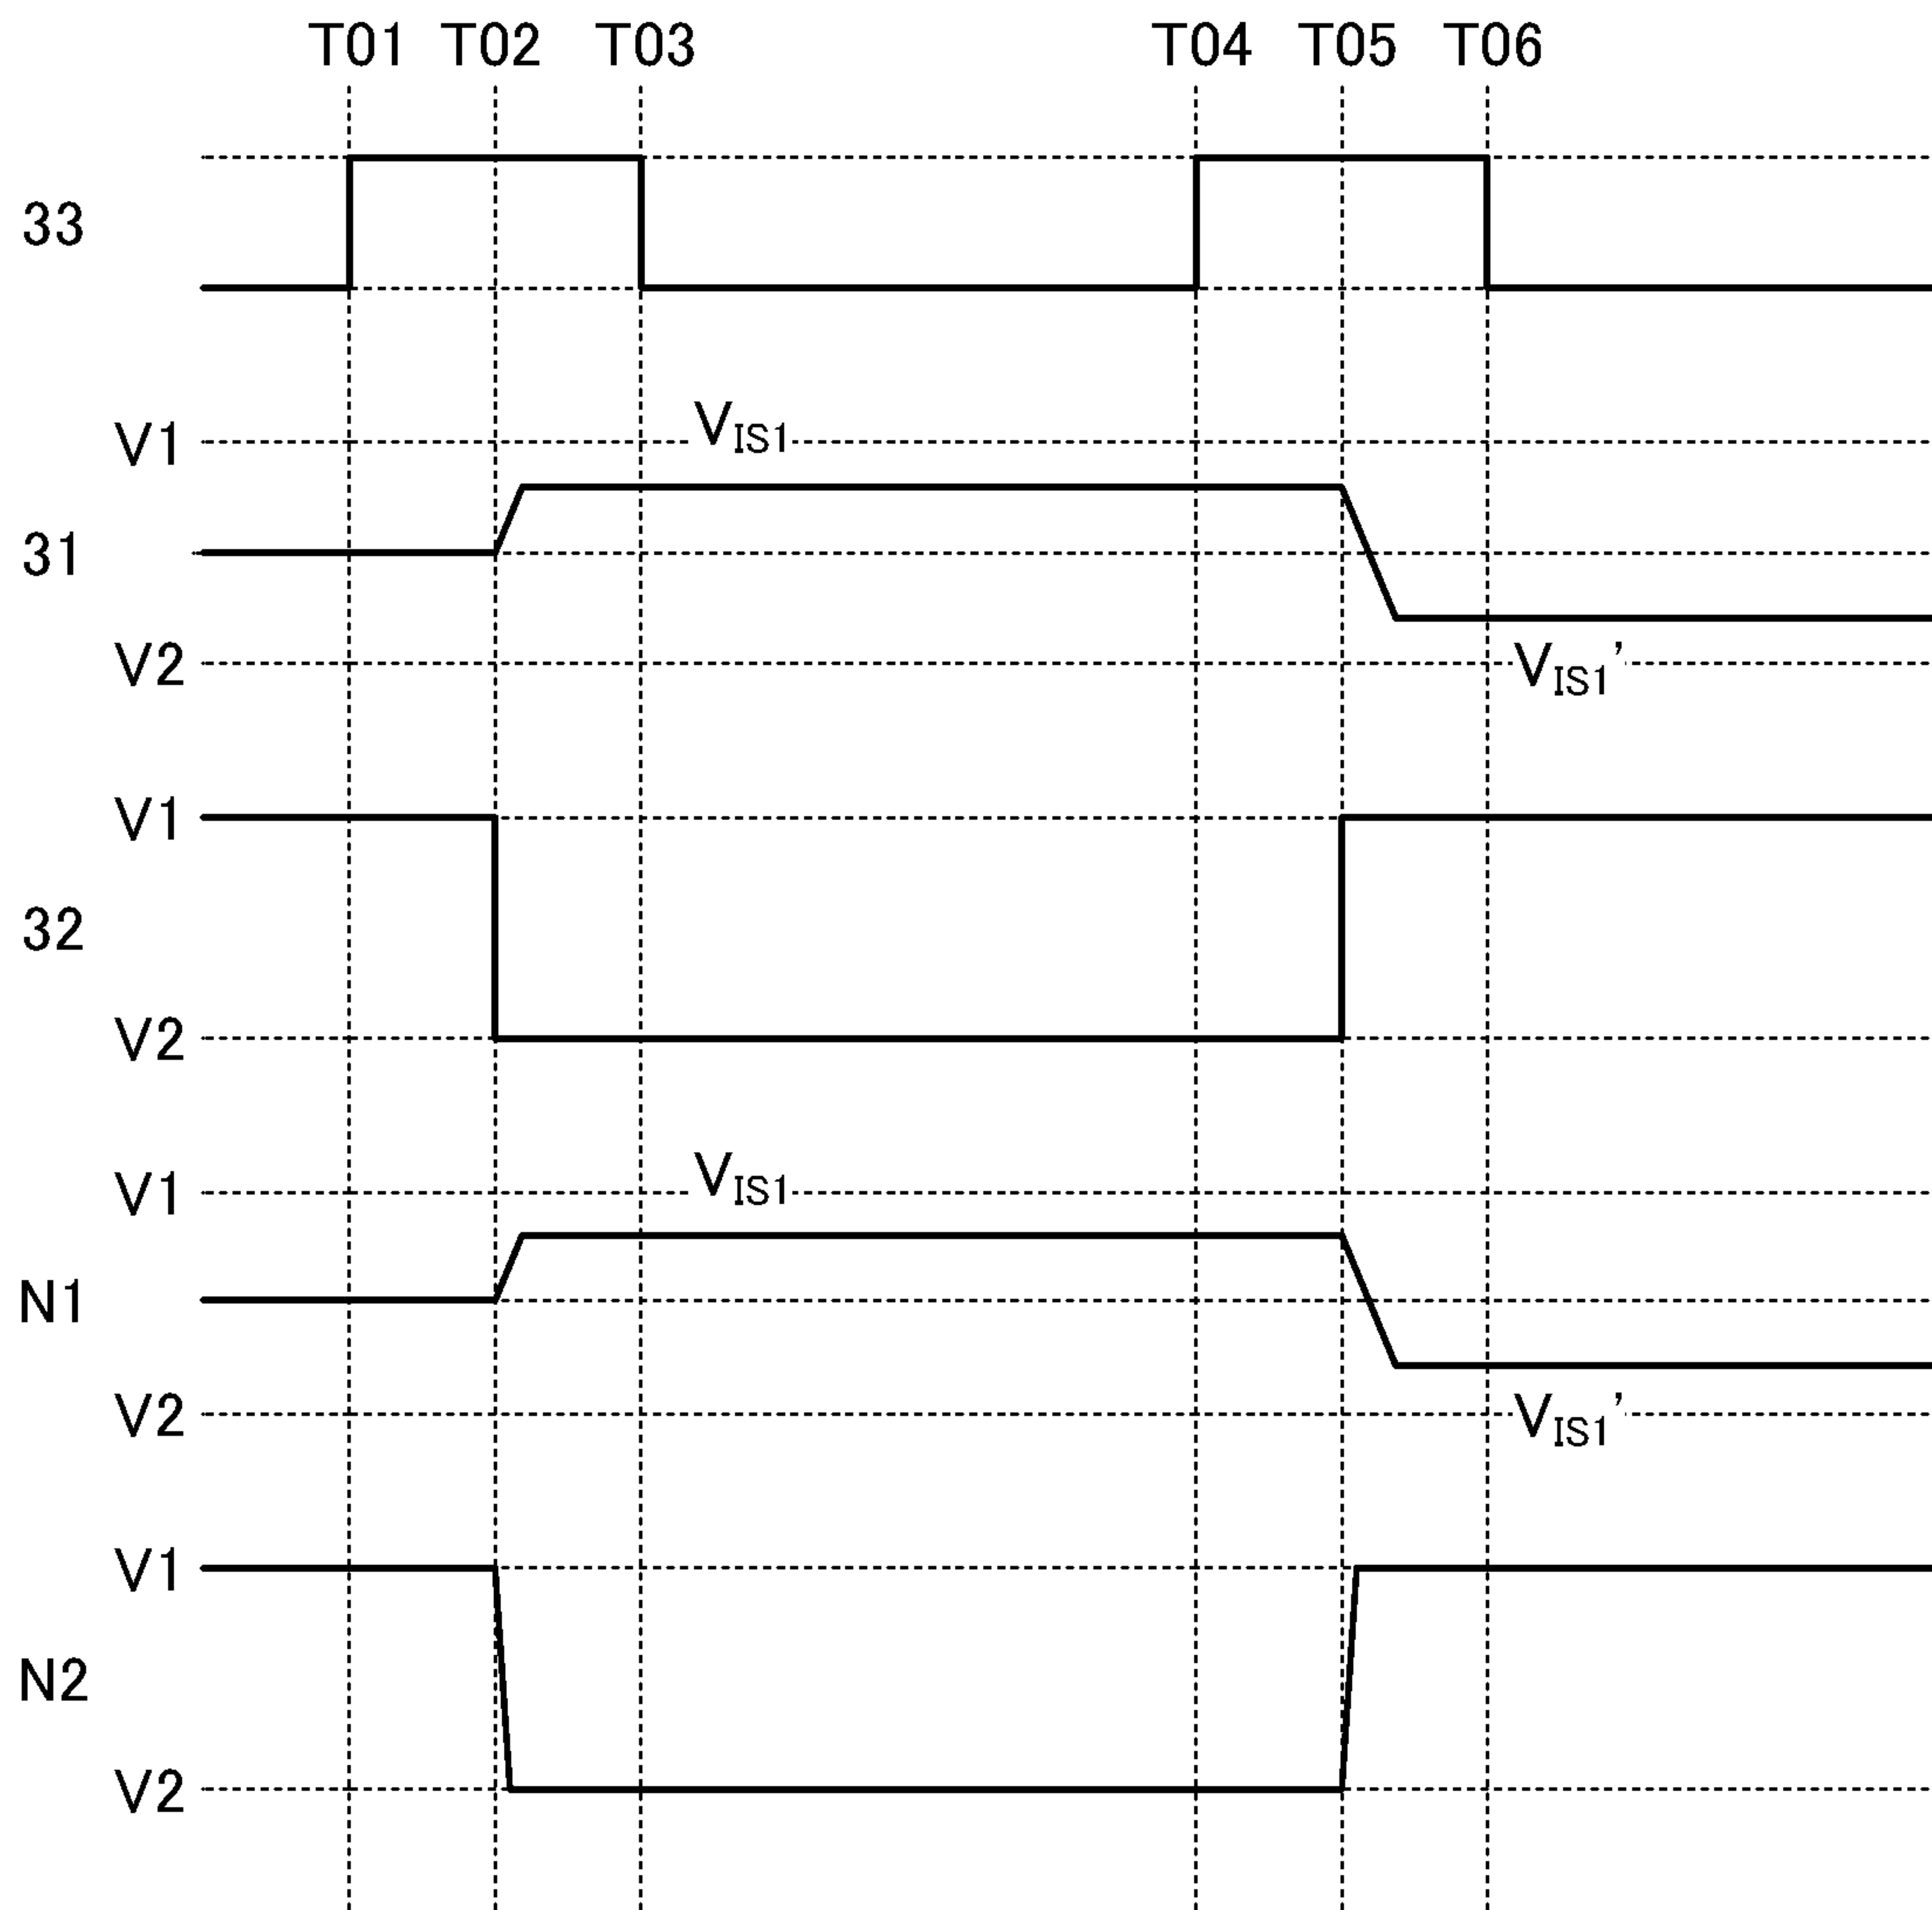 T01 T02 T03 T04 T05 T06
33
V1 V_IS1
31
V2 V_IS1'
V1
32
V2
V1 V_IS1
N1
V2 V_IS1'
V1
N2
V2